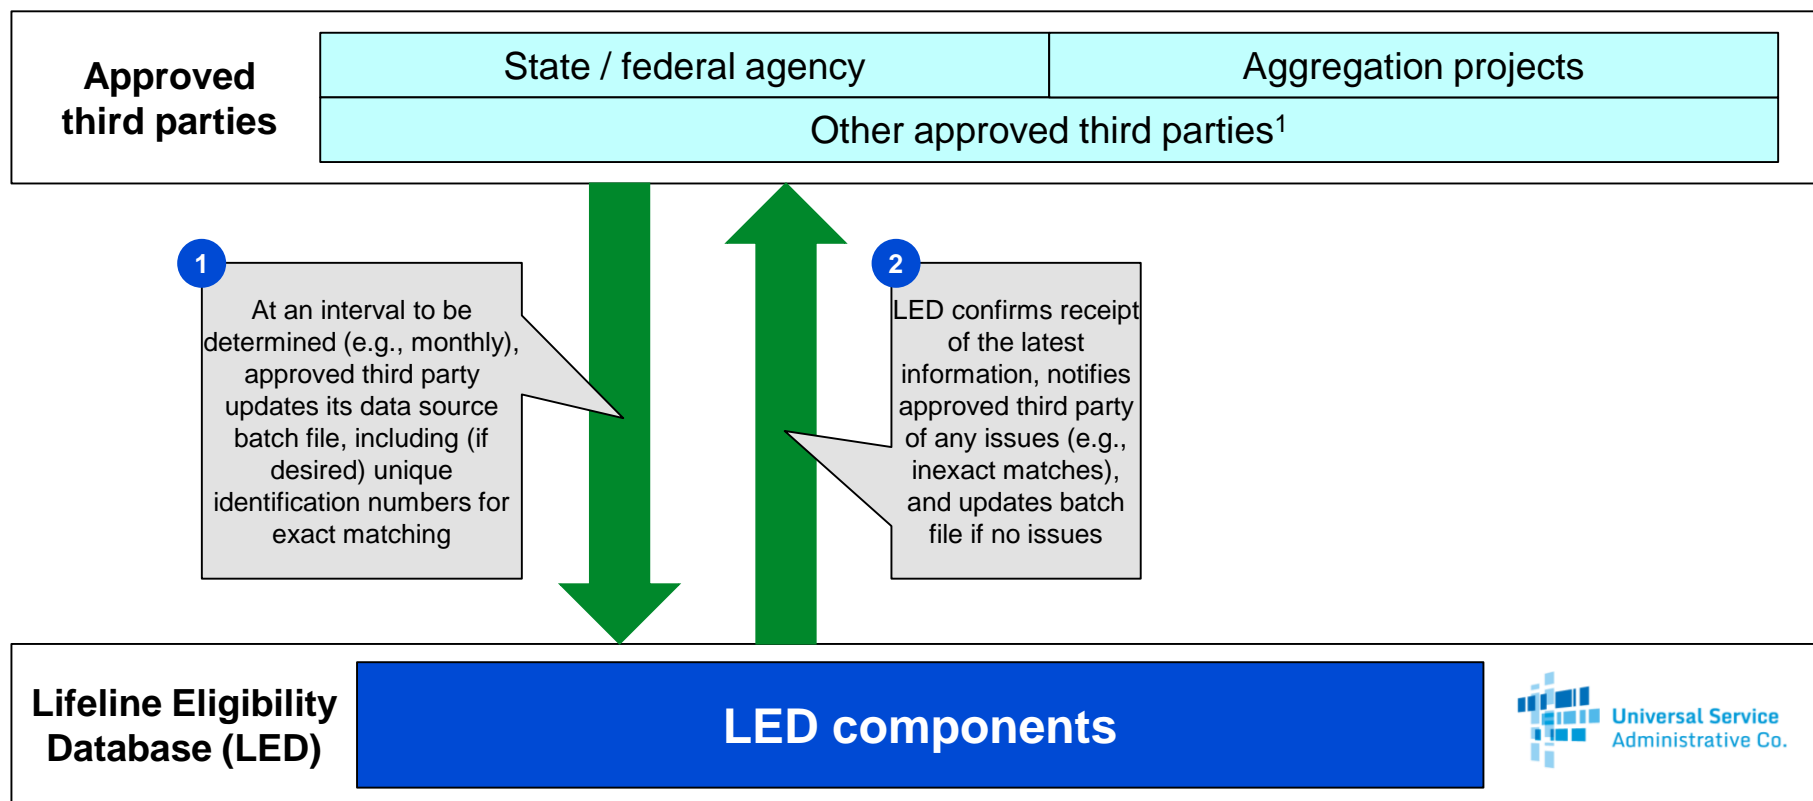 Approved
third parties
State / federal agency
Aggregation projects
Other approved third parties1
1
At an interval to be
determined (e.g., monthly),
approved third party
updates its data source
batch file, including (if
desired) unique
identification numbers for
exact matching
2
LED confirms receipt
of the latest
information, notifies
approved third party
of any issues (e.g.,
inexact matches),
and updates batch
file if no issues
Lifeline Eligibility
Database (LED)
LED components
Universal Service
Administrative Co.